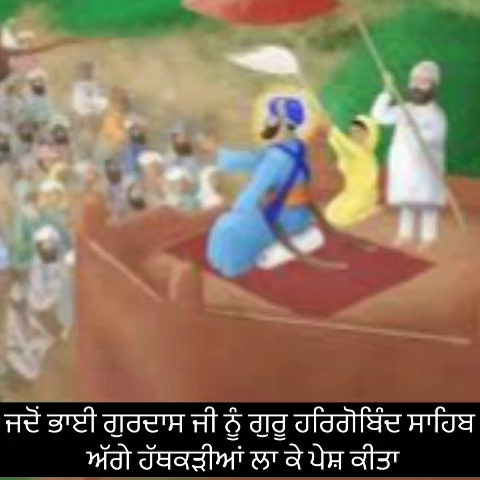 ਜਦੋਂ ਭਾਈ ਗੁਰਦਾਸ ਜੀ ਨੂੰ ਗੁਰੂ ਹਰਿਗੋਬਿੰਦ ਸਾਹਿਬ
ਅੱਗੇ ਹੱਥਕੜੀਆਂ ਲਾ ਕੇ ਪੇਸ਼ ਕੀਤਾ